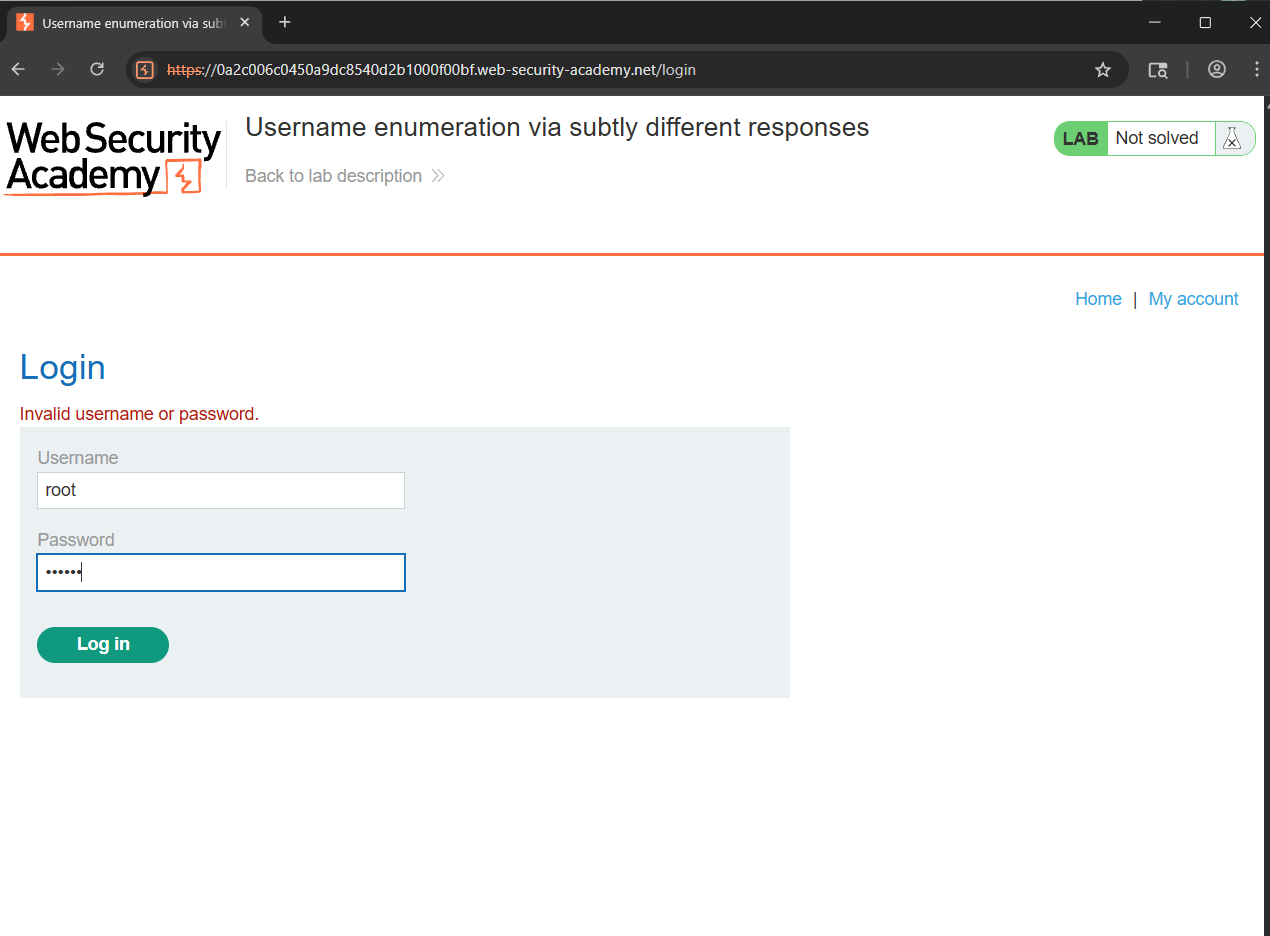 Username enumeration via subt
https://0a2c006c0450a9dc8540d2b1000f00bf.web-security-academy.net/login
Web Security
Academy
Username enumeration via subtly different responses
Back to lab description
LAB Not solved
Home | My account
Login
Invalid username or password.
Username
root
Password
••••••
Log in